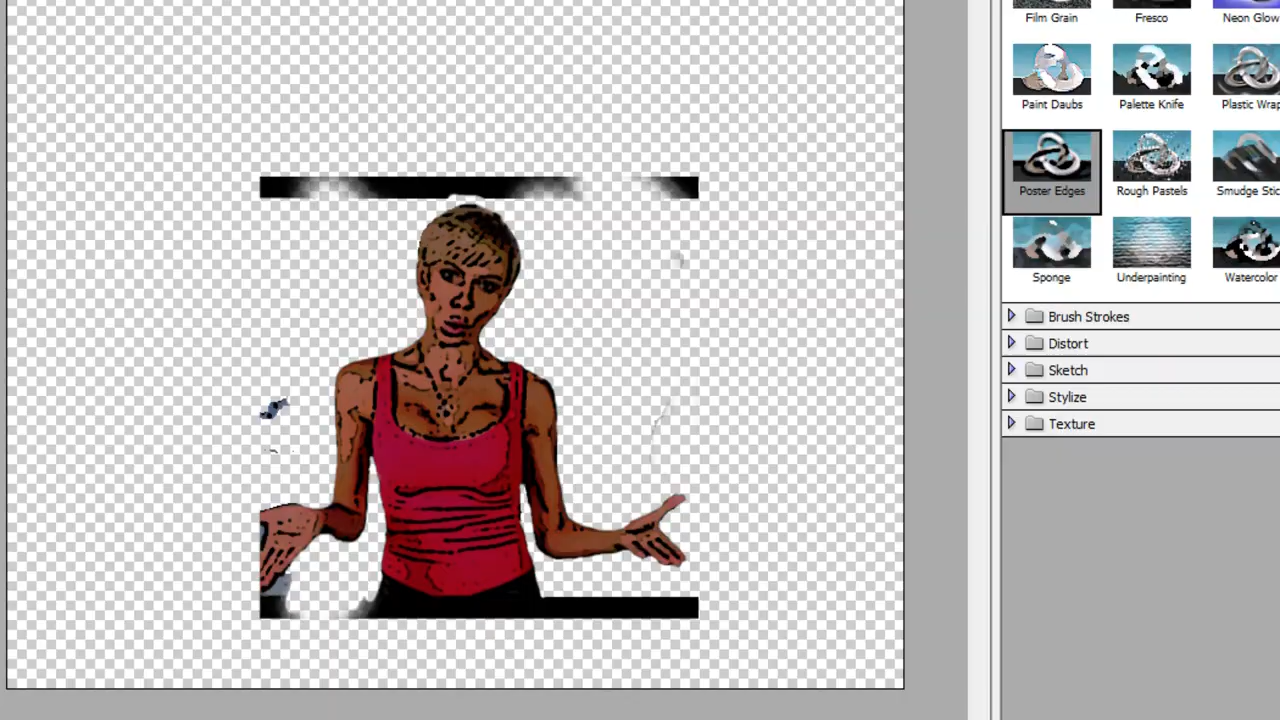 Film Grain Fresco Neon Glow
Paint Daubs Palette Knife Plastic Wrap
Poster Edges Rough Pastels Smudge Stic
Sponge Underpainting Watercolor
Brush Strokes
Distort
Sketch
Stylize
Texture